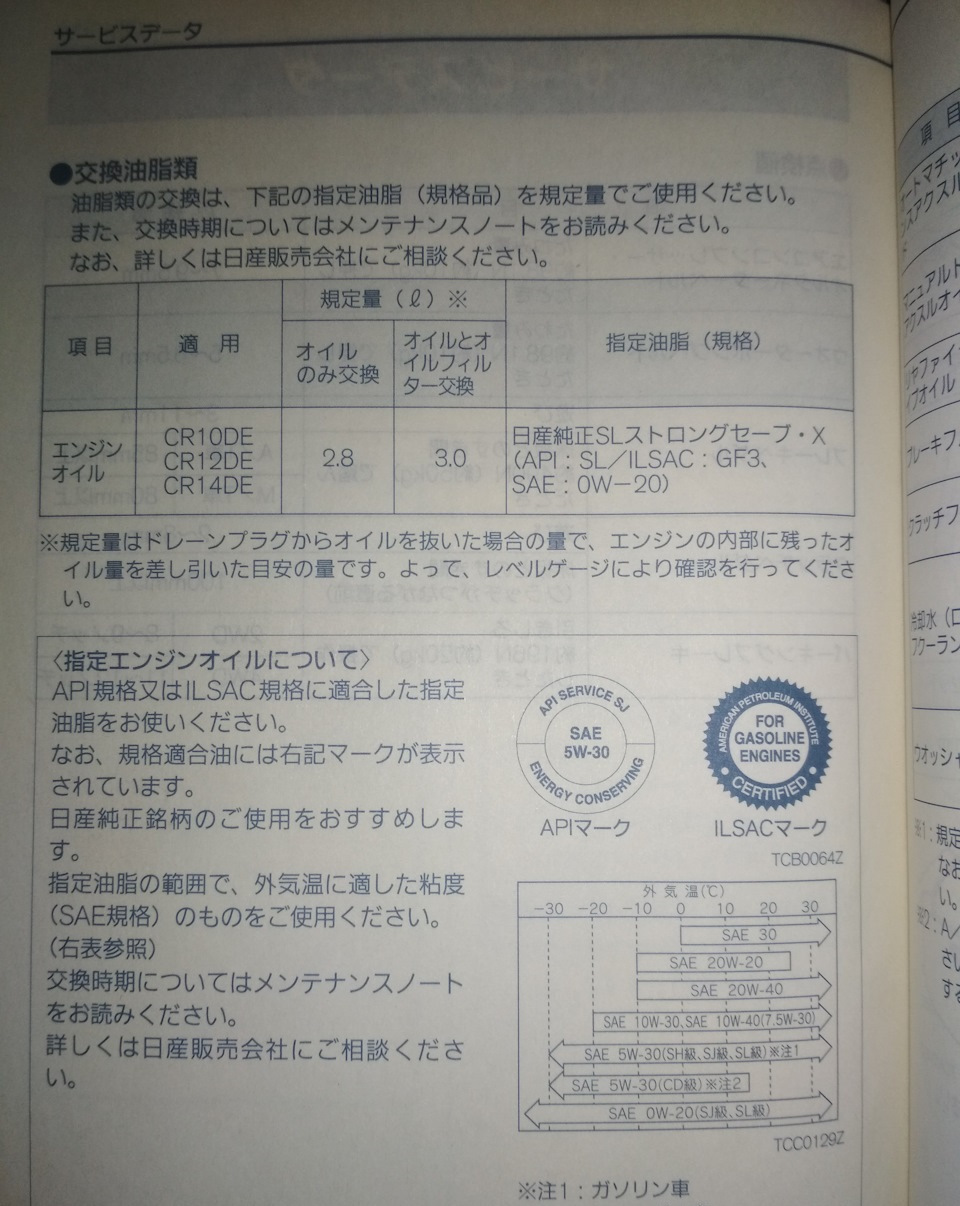 サービスデータ
●交換油脂類
油脂類の交換は、下記の指定油脂（規格品）を規定量でご使用ください。
また、交換時期についてはメンテナンスノートをお読みください。
なお、詳しくは日産販売会社にご相談ください。
項目
適　用
規定量（ℓ）※
オイル
のみ交換
オイルとオ
イルフィル
ター交換
指定油脂（規格）
エンジン
オイル
CR10DE
CR12DE
CR14DE
2.8
3.0
日産純正SLストロングセーブ・X
（API：SL／ILSAC：GF3、
SAE：0W－20）
※規定量はドレーンプラグからオイルを抜いた場合の量で、エンジンの内部に残ったオ
イル量を差し引いた目安の量です。よって、レベルゲージにより確認を行ってくださ
い。
〈指定エンジンオイルについて〉
API規格又はILSAC規格に適合した指定
油脂をお使いください。
なお、規格適合油には右記マークが表示
されています。
日産純正銘柄のご使用をおすすめしま
す。
指定油脂の範囲で、外気温に適した粘度
（SAE規格）のものをご使用ください。
（右表参照）
交換時期についてはメンテナンスノート
をお読みください。
詳しくは日産販売会社にご相談くださ
い。
API SERVICE SJ
SAE
5W-30
ENERGY CONSERVING
APIマーク
AMERICAN PETROLEUM INSTITUTE
FOR
GASOLINE
ENGINES
CERTIFIED
ILSACマーク
TCB0064Z
外気温(℃)
－30 －20 －10 0 10 20 30
SAE 30
SAE 20W-20
SAE 20W-40
SAE 10W-30、SAE 10W-40(7.5W-30)
SAE 5W-30(SH級、SJ級、SL級)※注1
SAE 5W-30(CD級)※注2
SAE 0W-20(SJ級、SL級)
TCC0129Z
※注1：ガソリン車
項目